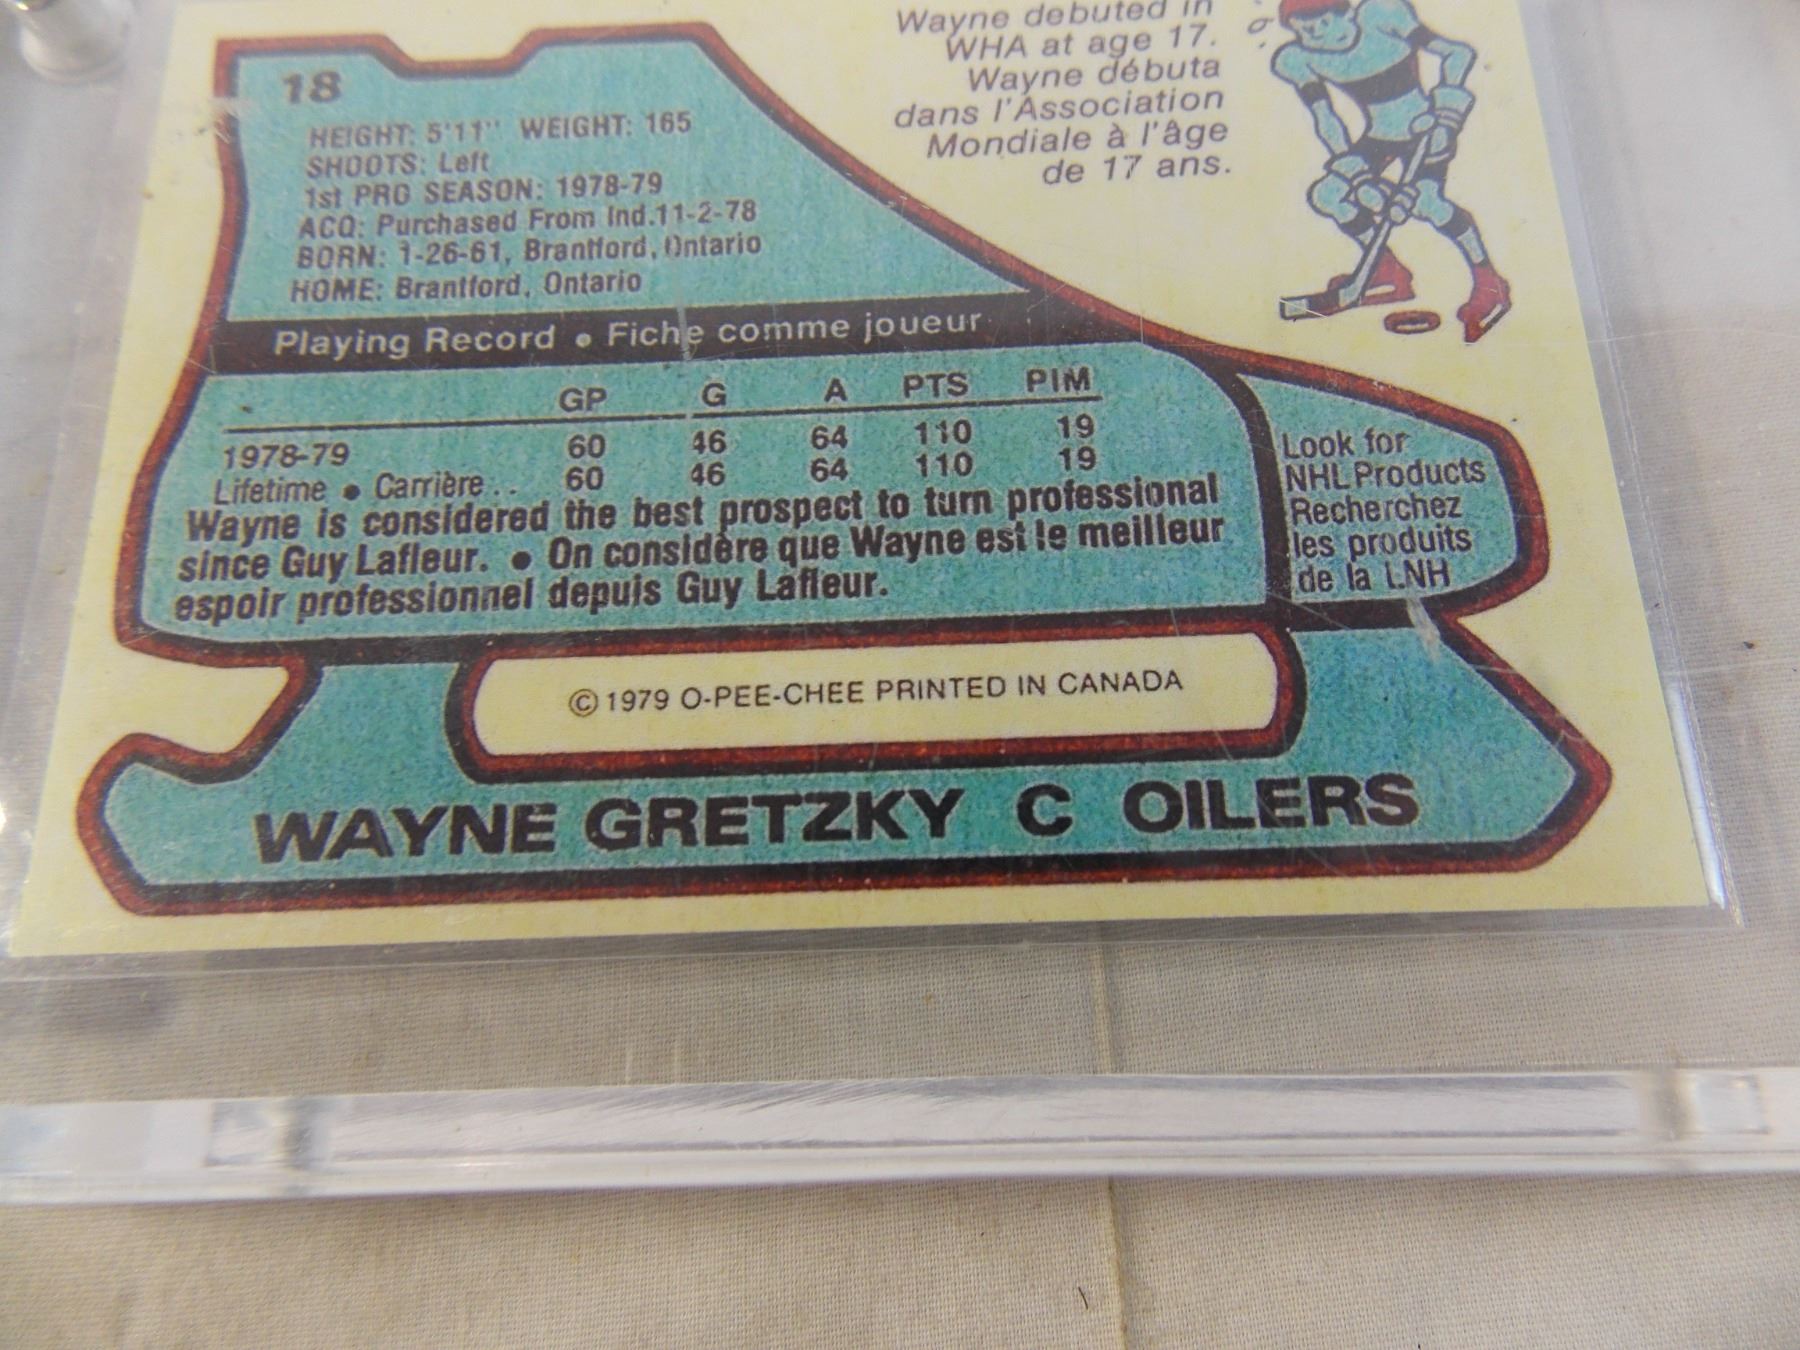 Wayne debuted in
WHA at age 17.
Wayne débuta
dans l'Association
Mondiale à l'âge
de 17 ans.
18
HEIGHT: 5'11" WEIGHT: 165
SHOOTS: Left
1st PRO SEASON: 1978-79
ACQ: Purchased From Ind.11-2-78
BORN: 1-26-61, Brantford, Ontario
HOME: Brantford, Ontario
Playing Record • Fiche comme joueur
GP G A PTS PIM
1978-79 60 46 64 110 19
Lifetime • Carrière.. 60 46 64 110 19
Wayne is considered the best prospect to turn professional
since Guy Lafleur. • On considère que Wayne est le meilleur
espoir professionnel depuis Guy Lafleur.
Look for
NHL Products
Recherchez
les produits
de la LNH
© 1979 O-PEE-CHEE PRINTED IN CANADA
WAYNE GRETZKY C OILERS